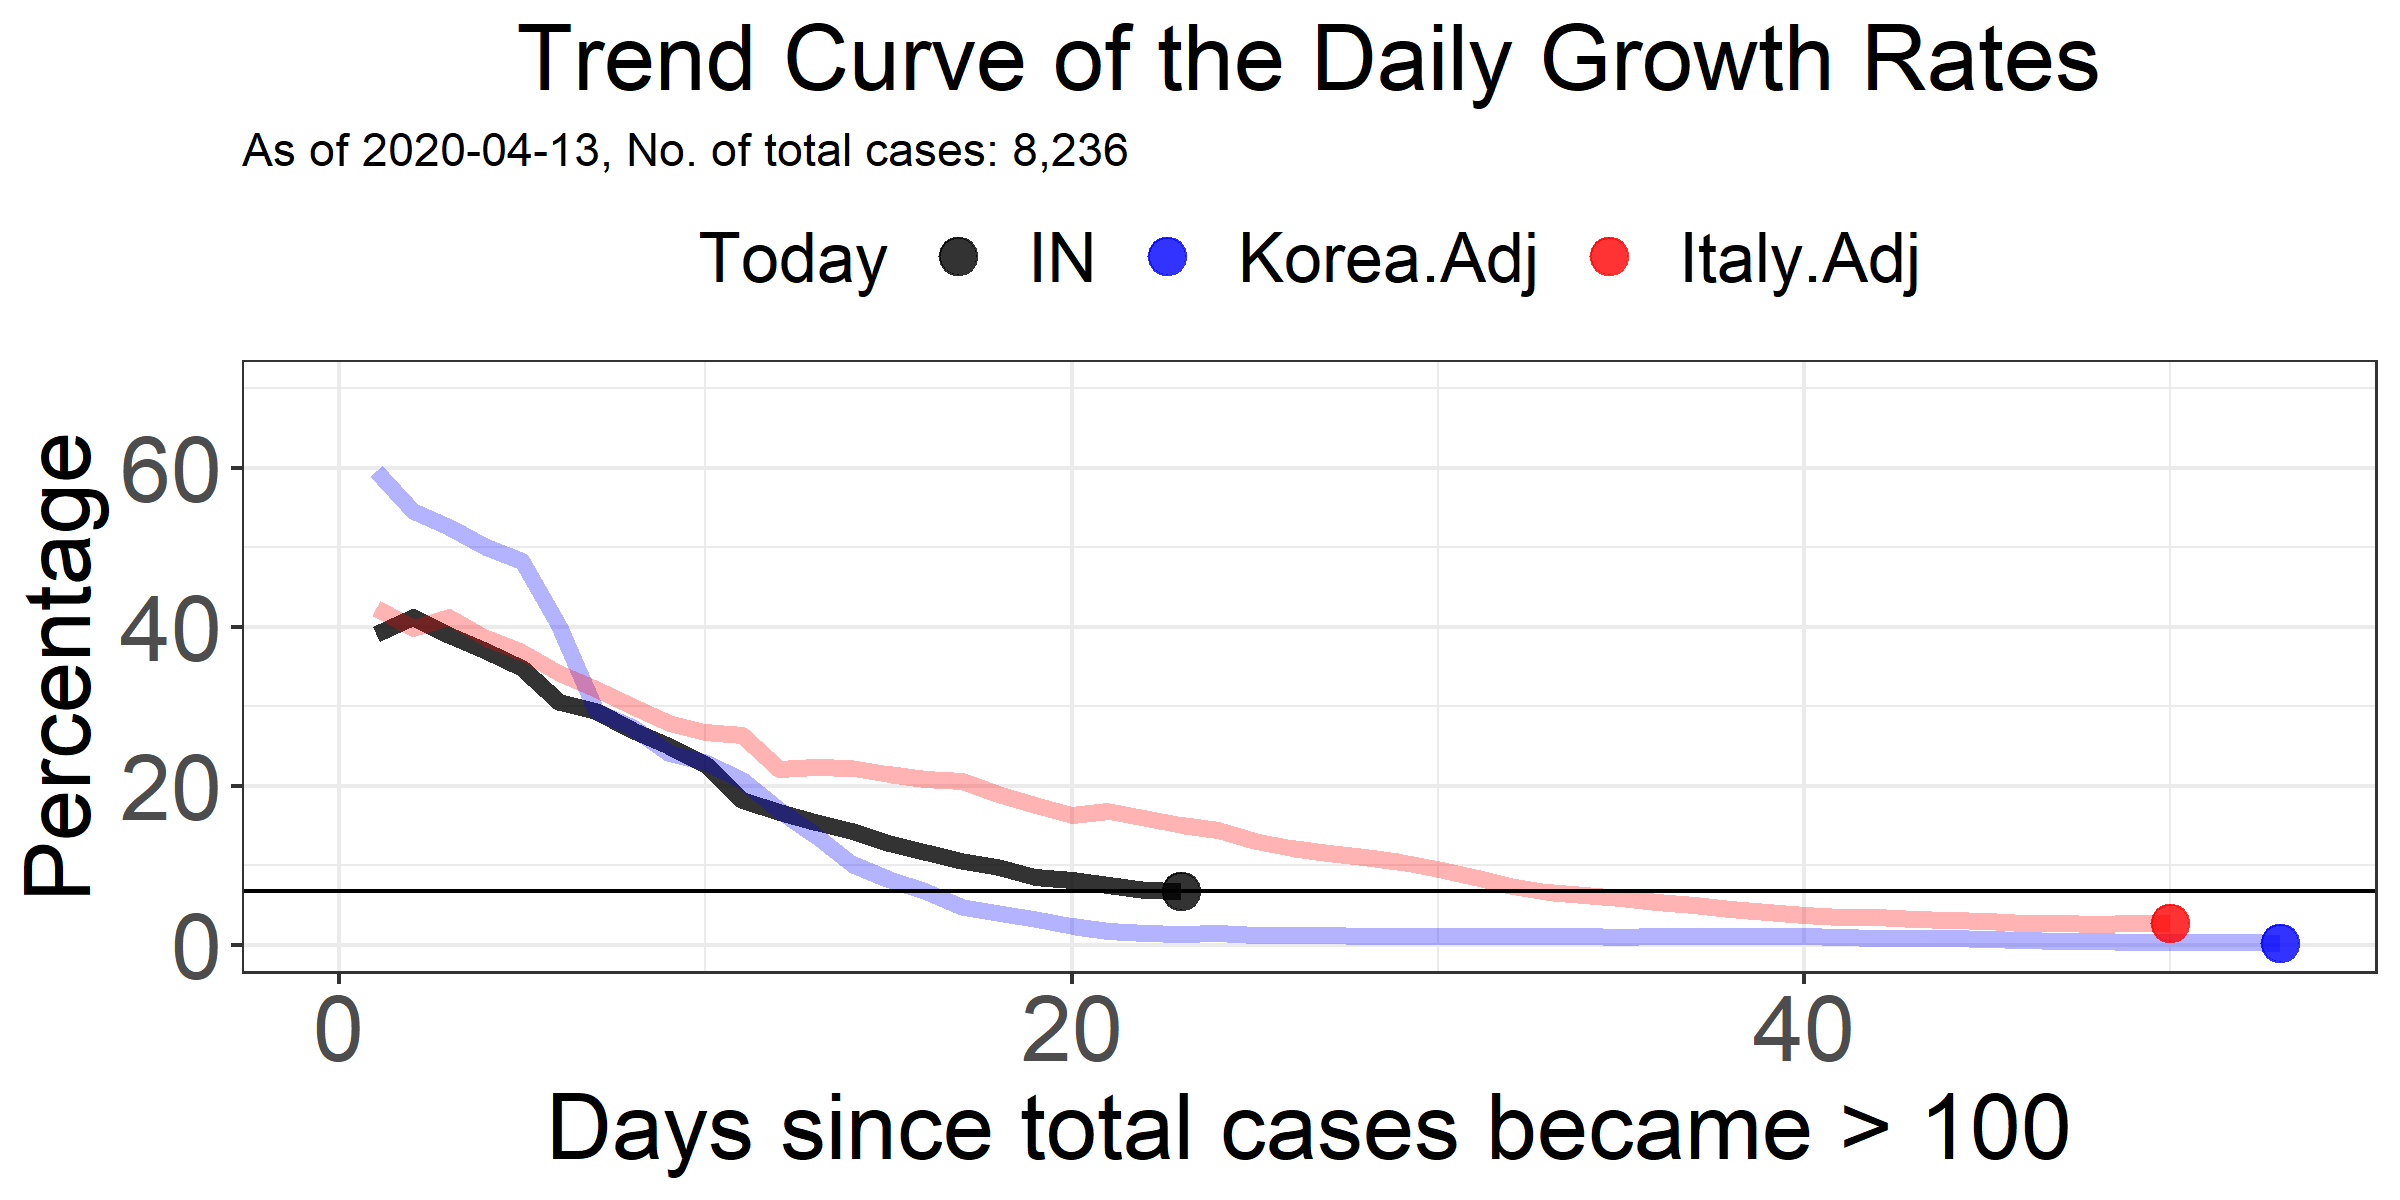 Trend Curve of the Daily Growth Rates
As of 2020-04-13, No. of total cases: 8,236
Today IN Korea.Adj Italy.Adj
Percentage
60
40
20
0
0 20 40
Days since total cases became > 100